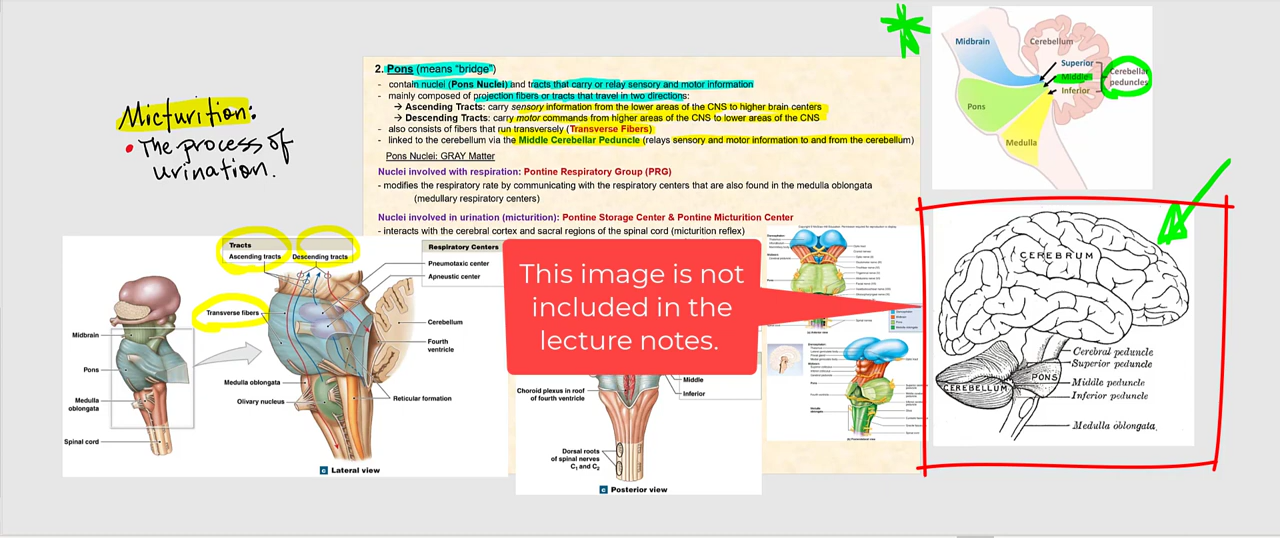 Micturition:
• The process of
urination.
2. Pons (means "bridge")
- contain nuclei (Pons Nuclei) and tracts that carry or relay sensory and motor information
- mainly composed of projection fibers or tracts that travel in two directions:
→ Ascending Tracts: carry sensory information from the lower areas of the CNS to higher brain centers
→ Descending Tracts: carry motor commands from higher areas of the CNS to lower areas of the CNS
- also consists of fibers that run transversely (Transverse Fibers)
- linked to the cerebellum via the Middle Cerebellar Peduncle (relays sensory and motor information to and from the cerebellum)
Pons Nuclei: GRAY Matter
Nuclei involved with respiration: Pontine Respiratory Group (PRG)
- modifies the respiratory rate by communicating with the respiratory centers that are also found in the medulla oblongata
(medullary respiratory centers)
Nuclei involved in urination (micturition): Pontine Storage Center & Pontine Micturition Center
- interacts with the cerebral cortex and sacral regions of the spinal cord (micturition reflex)
Midbrain
Cerebellum
Superior
Middle
Inferior
Cerebellar
peduncles
Pons
Medulla
Tracts
Ascending tracts
Descending tracts
Respiratory Centers
Pneumotaxic center
Apneustic center
Transverse fibers
Cerebellum
Fourth
ventricle
Midbrain
Pons
Medulla
oblongata
Spinal cord
Medulla oblongata
Olivary nucleus
Reticular formation
c Lateral view
This image is not
included in the
lecture notes.
Middle
Inferior
Choroid plexus in roof
of fourth ventricle
Dorsal roots
of spinal nerves
C1 and C2
Posterior view
CEREBRUM
CEREBELLUM
PONS
Cerebral peduncle
Superior peduncle
Middle peduncle
Inferior peduncle
Medulla oblongata